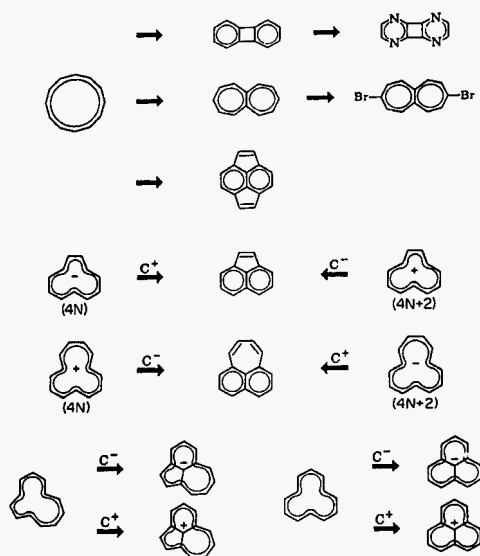 N N
N N
Br Br
- C⁺ C⁻ +
(4N) (4N+2)
+ C⁻ C⁺ -
(4N) (4N+2)
C⁻ - C⁻ -
C⁺ + C⁺ +